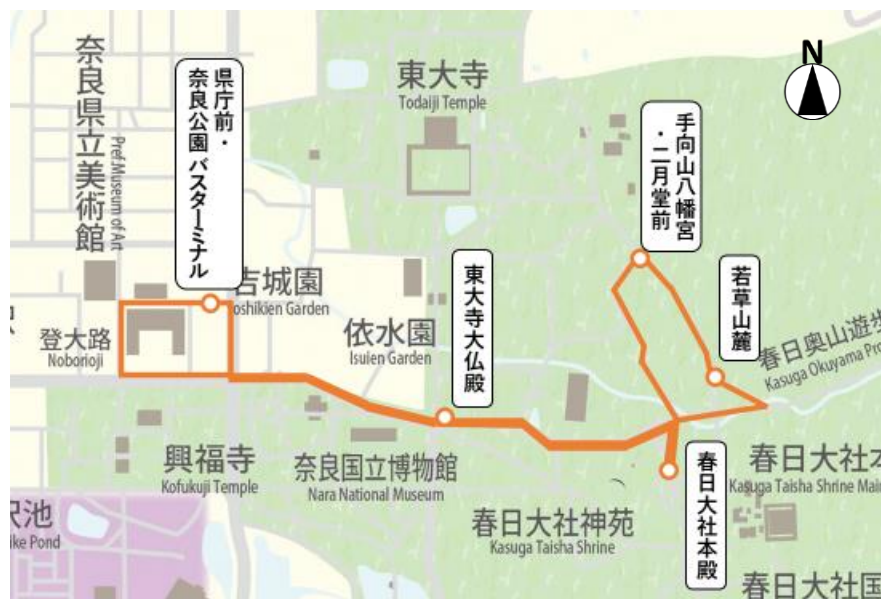 奈良県立美術館
Pref.Museum of Art
県庁前・
奈良公園 バスターミナル
東大寺
Todaiji Temple
N
手向山八幡宮
・二月堂前
吉城園
oshikien Garden
東大寺大仏殿
若草山麓
登大路
Noborioji
依水園
Isuien Garden
春日奥山遊歩
Kasuga Okuyama Pro
興福寺
Kofukuji Temple
奈良国立博物館
Nara National Museum
春日大社本殿
春日大社本
Kasuga Taisha Shrine Mai
沢池
ike Pond
春日大社神苑
Kasuga Taisha Shrine
春日大社国